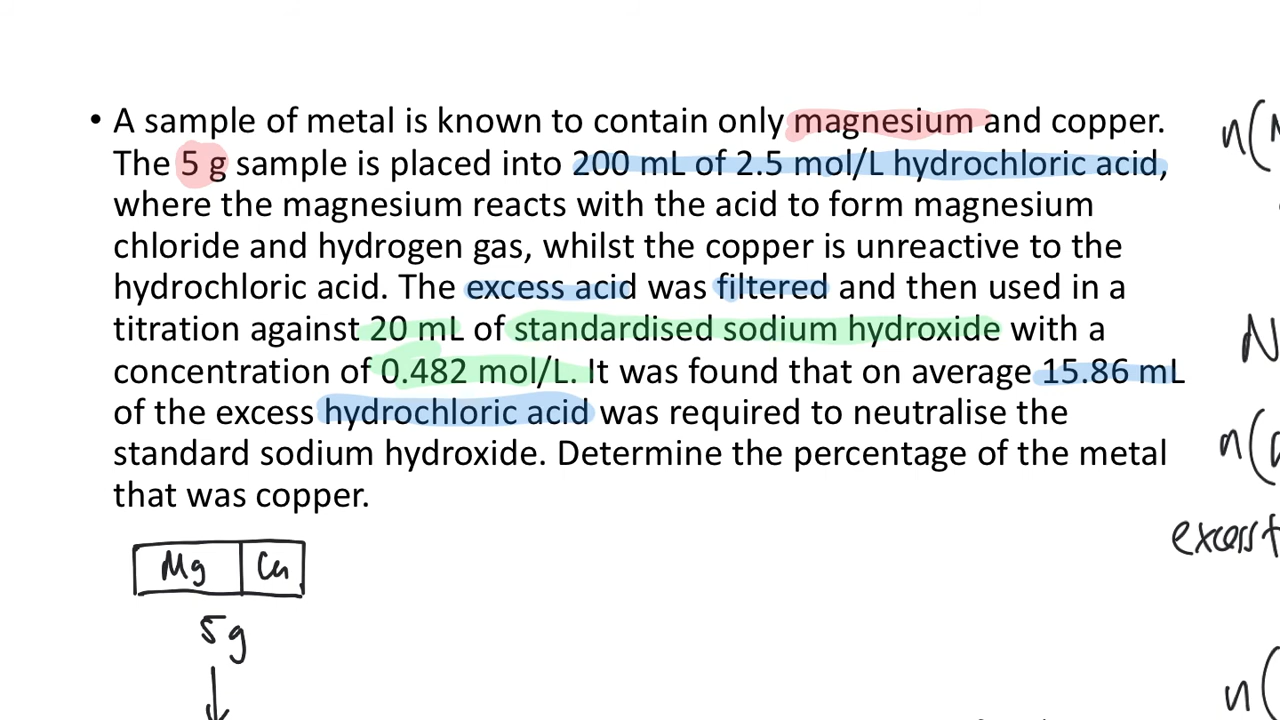 • A sample of metal is known to contain only magnesium and copper.
The 5 g sample is placed into 200 mL of 2.5 mol/L hydrochloric acid,
where the magnesium reacts with the acid to form magnesium
chloride and hydrogen gas, whilst the copper is unreactive to the
hydrochloric acid. The excess acid was filtered and then used in a
titration against 20 mL of standardised sodium hydroxide with a
concentration of 0.482 mol/L. It was found that on average 15.86 mL
of the excess hydrochloric acid was required to neutralise the
standard sodium hydroxide. Determine the percentage of the metal
that was copper.
Mg Cu
5g
n(
N
n(
excess
n(